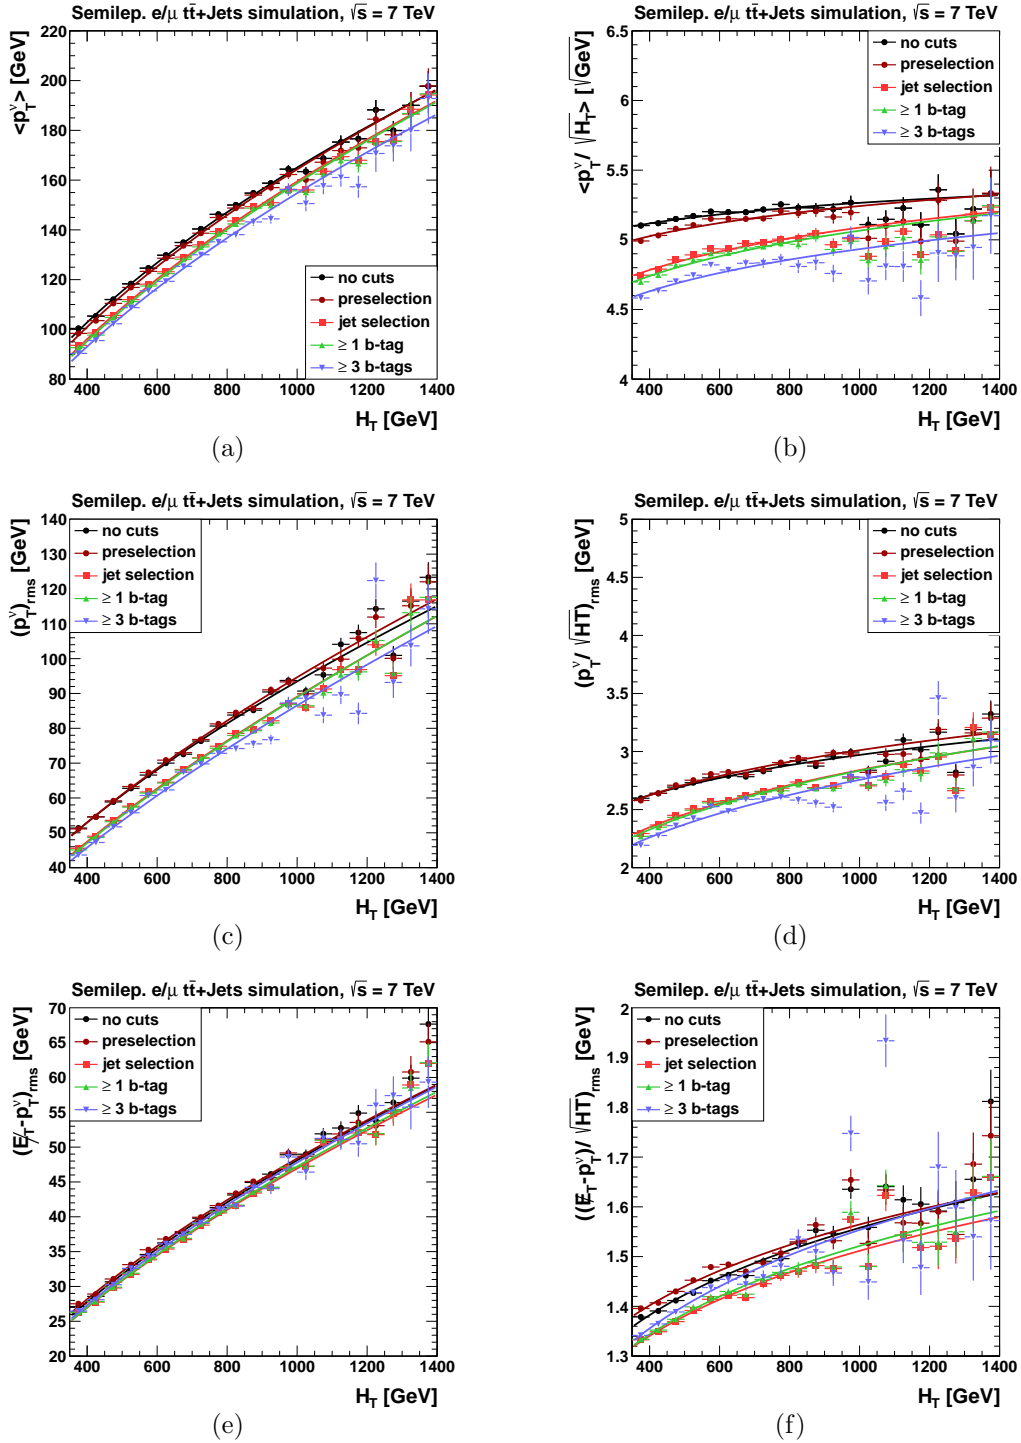 Semilep. e/μ tt̄+Jets simulation, √s = 7 TeV
<p_T^ν> [GeV]
220
200
180
160
140
120
100
80
no cuts
preselection
jet selection
≥ 1 b-tag
≥ 3 b-tags
400 600 800 1000 1200 1400
H_T [GeV]
(a)
Semilep. e/μ tt̄+Jets simulation, √s = 7 TeV
<p_T^ν/ √H_T> [√GeV]
6.5
6
5.5
5
4.5
4
no cuts
preselection
jet selection
≥ 1 b-tag
≥ 3 b-tags
400 600 800 1000 1200 1400
H_T [GeV]
(b)
Semilep. e/μ tt̄+Jets simulation, √s = 7 TeV
(p_T^ν)_rms [GeV]
140
130
120
110
100
90
80
70
60
50
40
no cuts
preselection
jet selection
≥ 1 b-tag
≥ 3 b-tags
400 600 800 1000 1200 1400
H_T [GeV]
(c)
Semilep. e/μ tt̄+Jets simulation, √s = 7 TeV
(p_T^ν/ √HT)_rms [GeV]
5
4.5
4
3.5
3
2.5
2
no cuts
preselection
jet selection
≥ 1 b-tag
≥ 3 b-tags
400 600 800 1000 1200 1400
H_T [GeV]
(d)
Semilep. e/μ tt̄+Jets simulation, √s = 7 TeV
(E̸_T-p_T^ν)_rms [GeV]
70
65
60
55
50
45
40
35
30
25
20
no cuts
preselection
jet selection
≥ 1 b-tag
≥ 3 b-tags
400 600 800 1000 1200 1400
H_T [GeV]
(e)
Semilep. e/μ tt̄+Jets simulation, √s = 7 TeV
((E̸_T-p_T^ν)/ √HT)_rms [GeV]
2
1.9
1.8
1.7
1.6
1.5
1.4
1.3
no cuts
preselection
jet selection
≥ 1 b-tag
≥ 3 b-tags
400 600 800 1000 1200 1400
H_T [GeV]
(f)